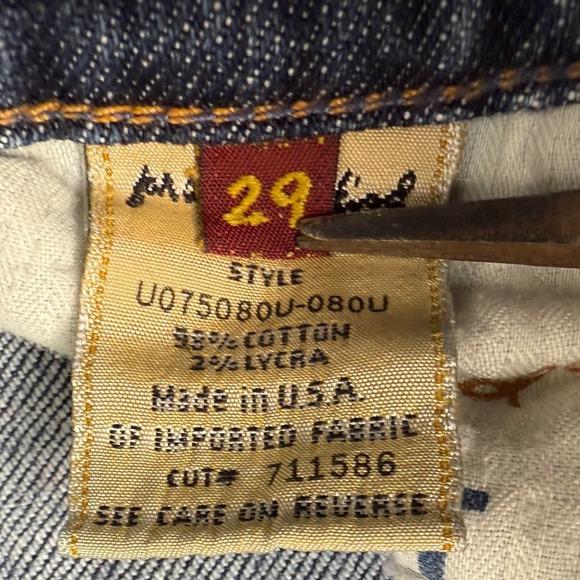 29
STYLE
U075080U-080U
98% COTTON
2% LYCRA
Made in U.S.A.
OF IMPORTED FABRIC
CUT# 711586
SEE CARE ON REVERSE